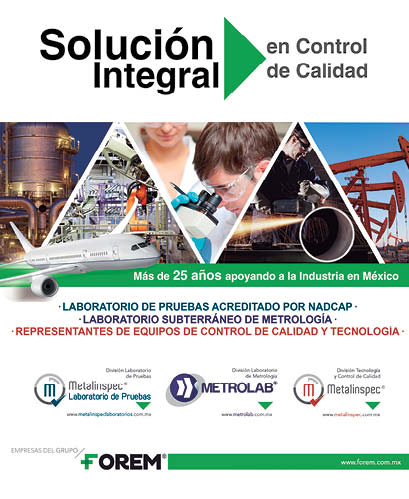 Solución
Integral
en Control
de Calidad
Más de 25 años apoyando a la Industria en México
· LABORATORIO DE PRUEBAS ACREDITADO POR NADCAP ·
· LABORATORIO SUBTERRÁNEO DE METROLOGÍA ·
· REPRESENTANTES DE EQUIPOS DE CONTROL DE CALIDAD Y TECNOLOGIA ·
División Laboratorio
de Pruebas
Metalinspec®
Laboratorio de Pruebas
www.metalinspeclaboratorios.com.mx
División Laboratorio
de Metrología
METROLAB®
www.metrolab.com.mx
División Tecnología
y Control de Calidad
Metalinspec®
www.metalinspec.com.mx
EMPRESAS DEL GRUPO
FOREM®
www.forem.com.mx